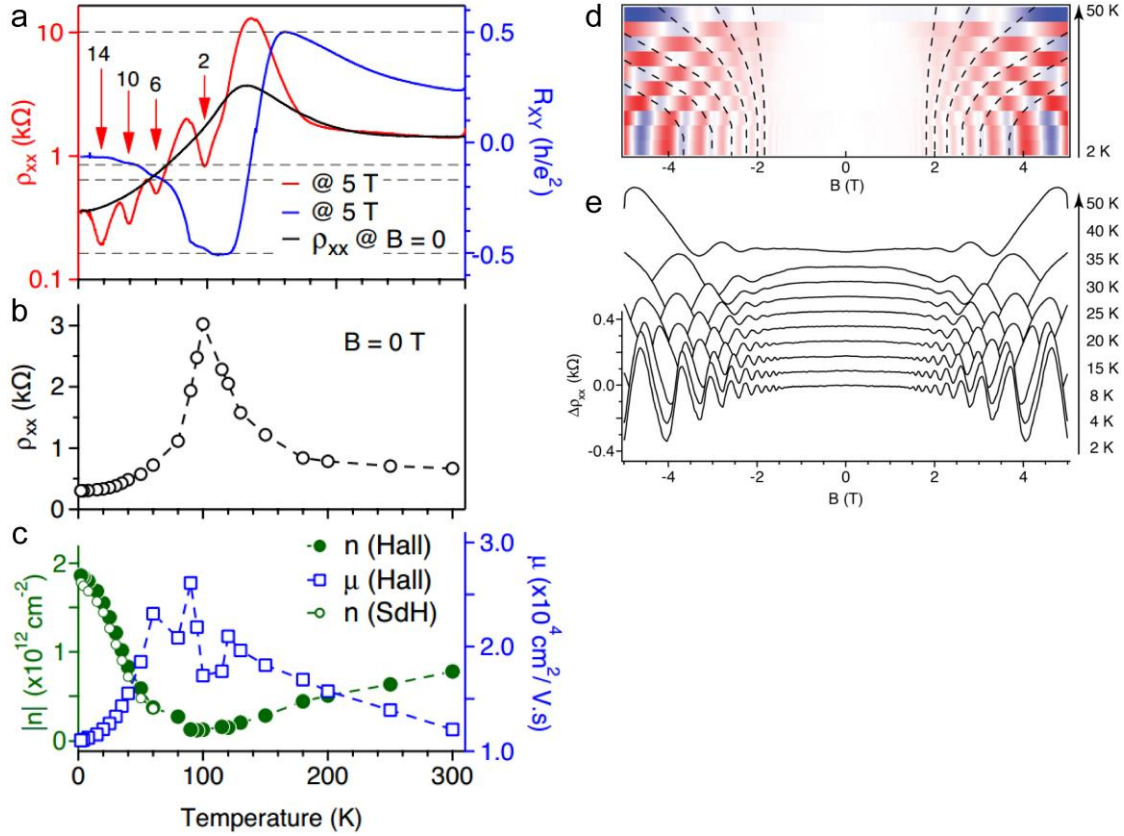 a
14
10
6
2
10
1
0.1
ρxx (kΩ)
0.5
0.0
-0.5
RXY (h/e²)
@ 5 T
@ 5 T
ρxx @ B = 0
b
B = 0 T
3
2
1
0
ρxx (kΩ)
c
n (Hall)
μ (Hall)
n (SdH)
2
1
0
|n| (x10¹² cm⁻²)
3.0
2.0
1.0
μ (x10⁴ cm²/ V.s)
0 100 200 300
Temperature (K)
d
50 K
2 K
-4 -2 0 2 4
B (T)
e
50 K
40 K
35 K
30 K
25 K
20 K
15 K
8 K
4 K
2 K
0.4
0.0
-0.4
Δρxx (kΩ)
-4 -2 0 2 4
B (T)